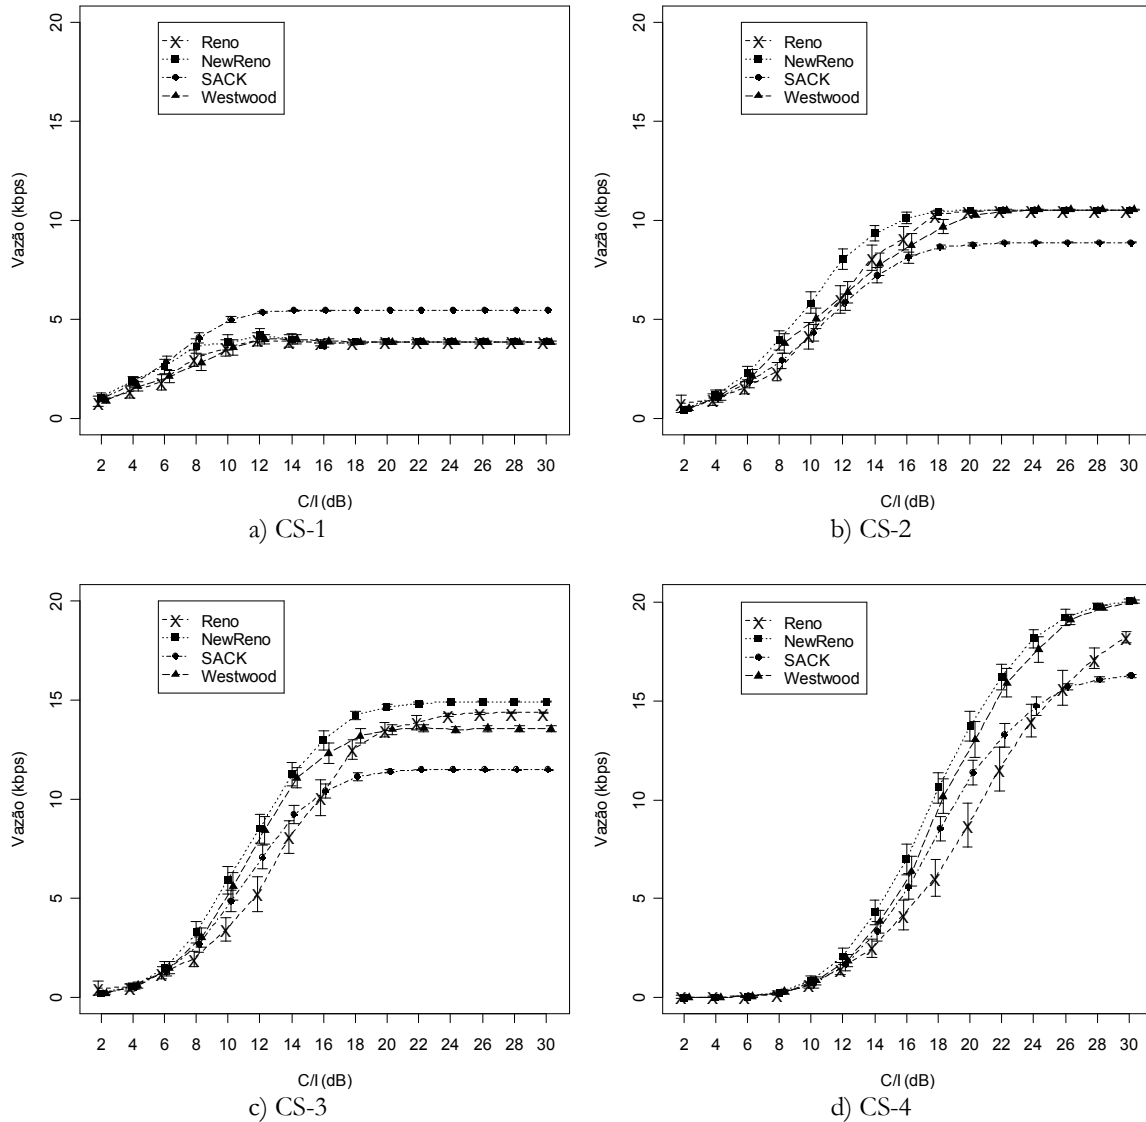 20
15
10
5
0
Vazão (kbps)
Reno
NewReno
SACK
Westwood
2 4 6 8 10 12 14 16 18 20 22 24 26 28 30
C/I (dB)
a) CS-1
20
15
10
5
0
Vazão (kbps)
Reno
NewReno
SACK
Westwood
2 4 6 8 10 12 14 16 18 20 22 24 26 28 30
C/I (dB)
b) CS-2
20
15
10
5
0
Vazão (kbps)
Reno
NewReno
SACK
Westwood
2 4 6 8 10 12 14 16 18 20 22 24 26 28 30
C/I (dB)
c) CS-3
20
15
10
5
0
Vazão (kbps)
Reno
NewReno
SACK
Westwood
2 4 6 8 10 12 14 16 18 20 22 24 26 28 30
C/I (dB)
d) CS-4